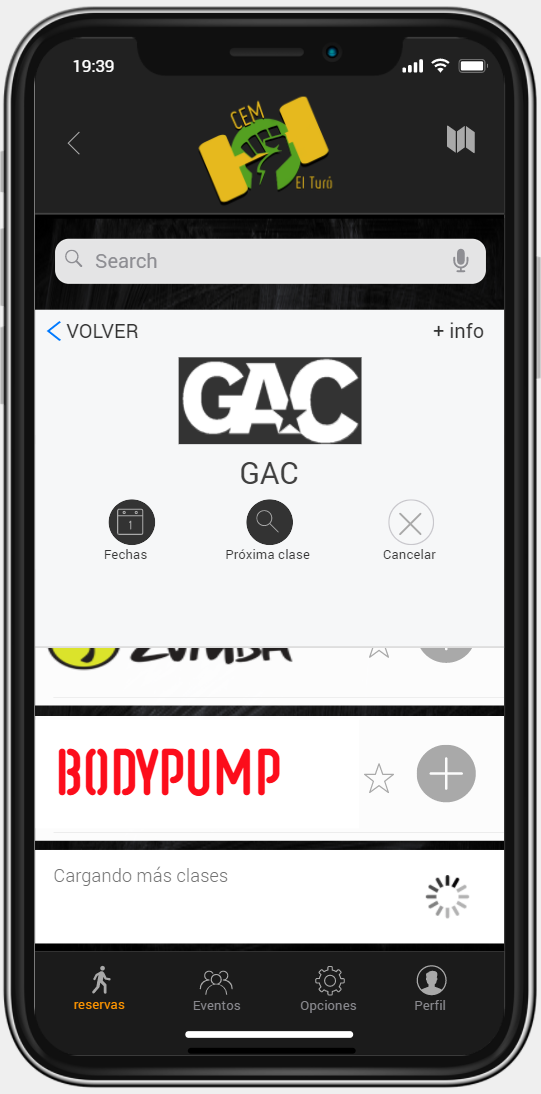 19:39
CEM
El Turó
Search
VOLVER
+ info
GAC
GAC
1
Fechas
Próxima clase
Cancelar
ZUMBA
BODYPUMP
Cargando más clases
reservas
Eventos
Opciones
Perfil